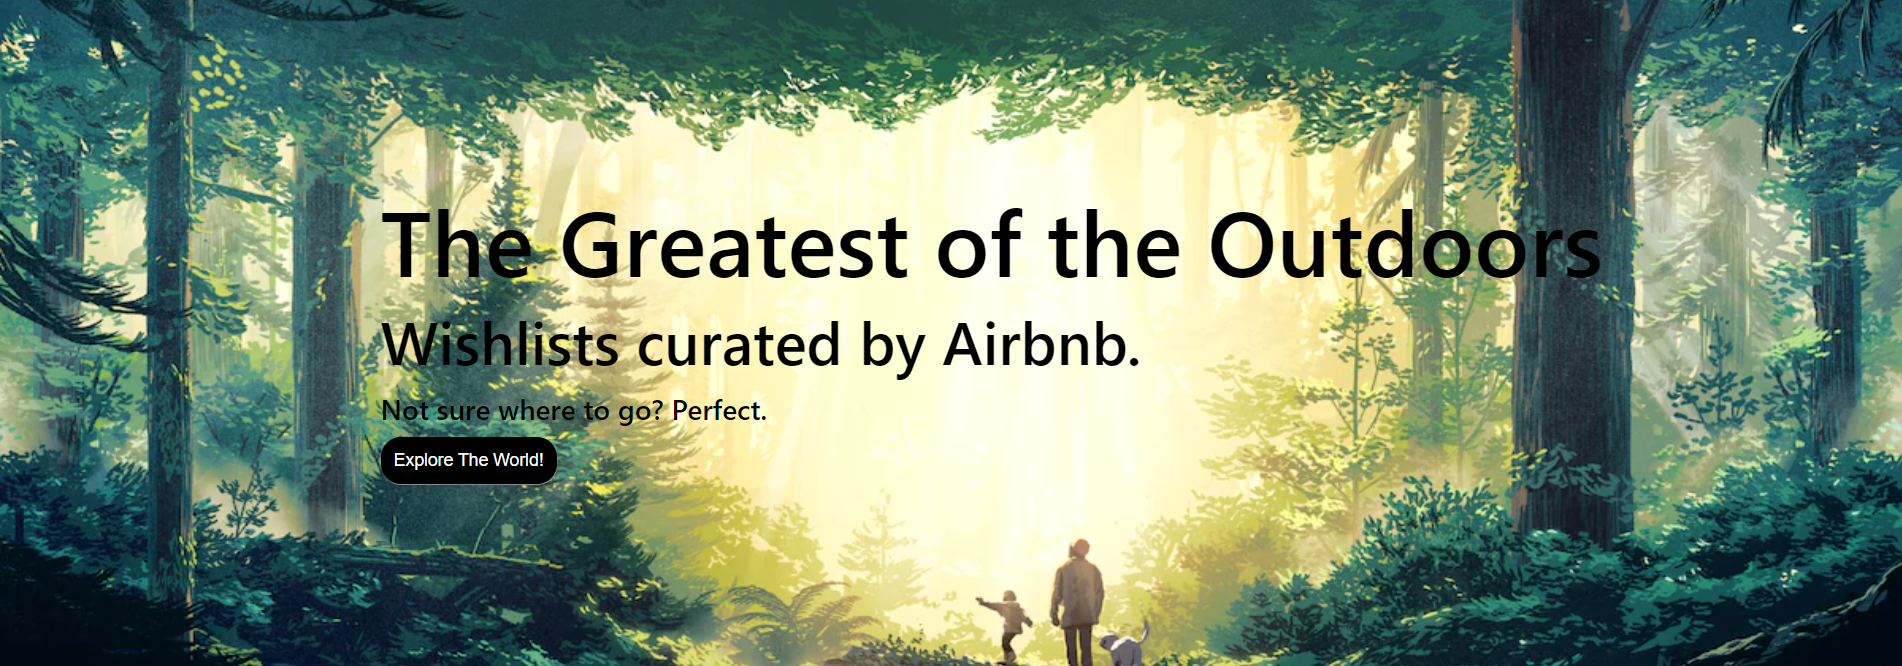 The Greatest of the Outdoors
Wishlists curated by Airbnb.
Not sure where to go? Perfect.
Explore The World!